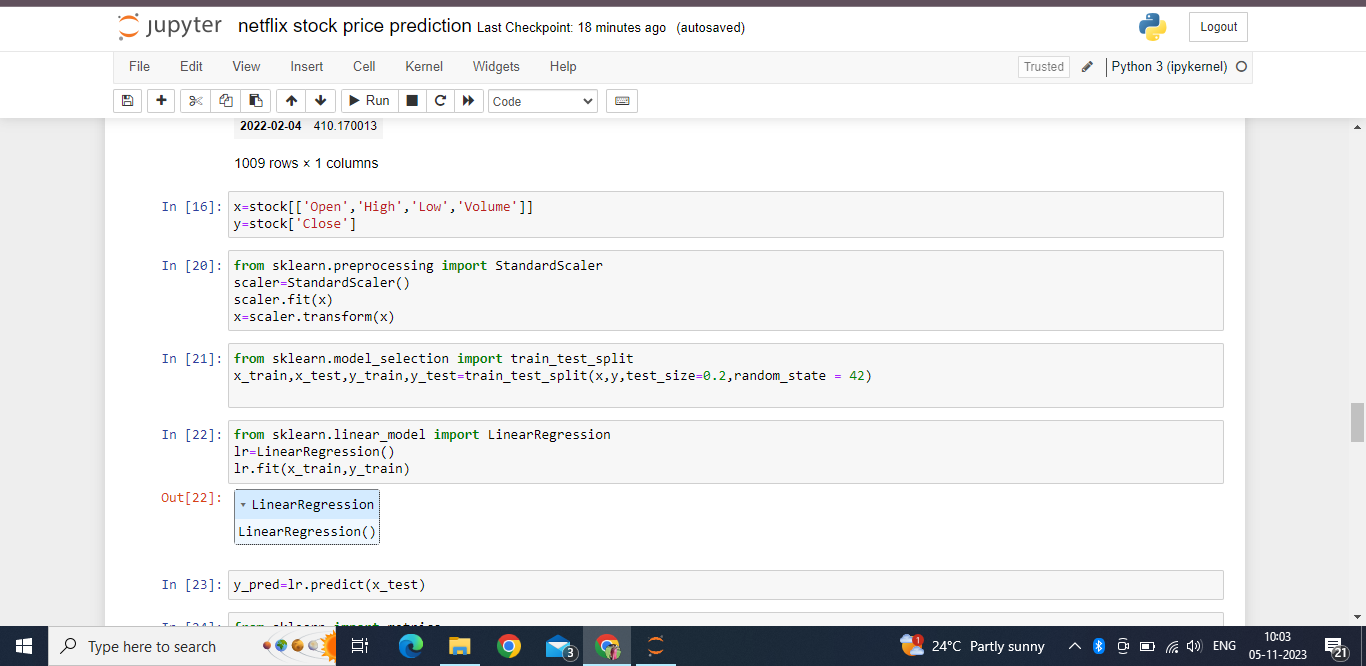 jupyter netflix stock price prediction Last Checkpoint: 18 minutes ago (autosaved) Logout
File Edit View Insert Cell Kernel Widgets Help Trusted Python 3 (ipykernel)
Run Code
2022-02-04 410.170013
1009 rows × 1 columns
In [16]: x=stock[['Open','High','Low','Volume']]
y=stock['Close']
In [20]: from sklearn.preprocessing import StandardScaler
scaler=StandardScaler()
scaler.fit(x)
x=scaler.transform(x)
In [21]: from sklearn.model_selection import train_test_split
x_train,x_test,y_train,y_test=train_test_split(x,y,test_size=0.2,random_state = 42)
In [22]: from sklearn.linear_model import LinearRegression
lr=LinearRegression()
lr.fit(x_train,y_train)
Out[22]: LinearRegression
LinearRegression()
In [23]: y_pred=lr.predict(x_test)
In [24]: from sklearn import metrics
Type here to search 3 1 24°C Partly sunny ENG 10:03
05-11-2023 21